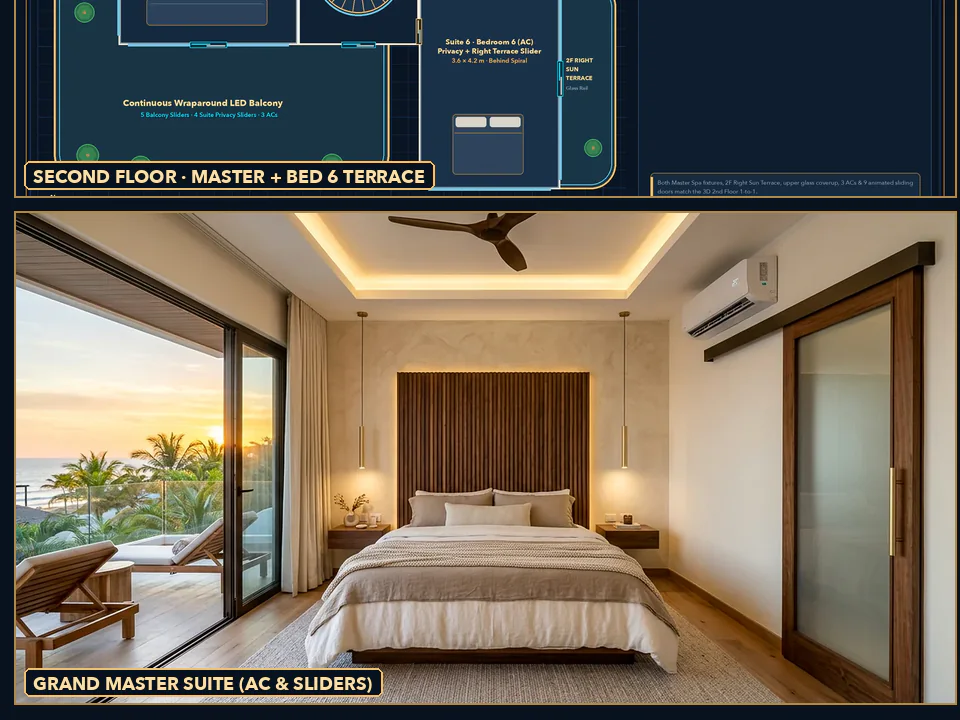 Suite 6 · Bedroom 6 (AC)
Privacy + Right Terrace Slider
3.6 × 4.2 m · Behind Spiral
2F RIGHT
SUN
TERRACE
Glass Rail
Continuous Wraparound LED Balcony
5 Balcony Sliders · 4 Suite Privacy Sliders · 3 ACs
SECOND FLOOR · MASTER + BED 6 TERRACE
Both Master Spa fixtures, 2F Right Sun Terrace, upper glass coverup, 3 ACs & 9 animated sliding
doors match the 3D 2nd Floor 1-to-1.
GRAND MASTER SUITE (AC & SLIDERS)